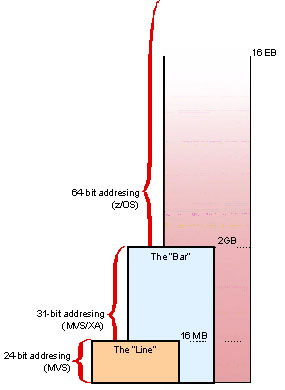 16 EB
64-bit addresing
(z/OS)
2GB
The "Bar"
31-bit addresing
(MVS/XA)
16 MB
The "Line"
24-bit addresing
(MVS)